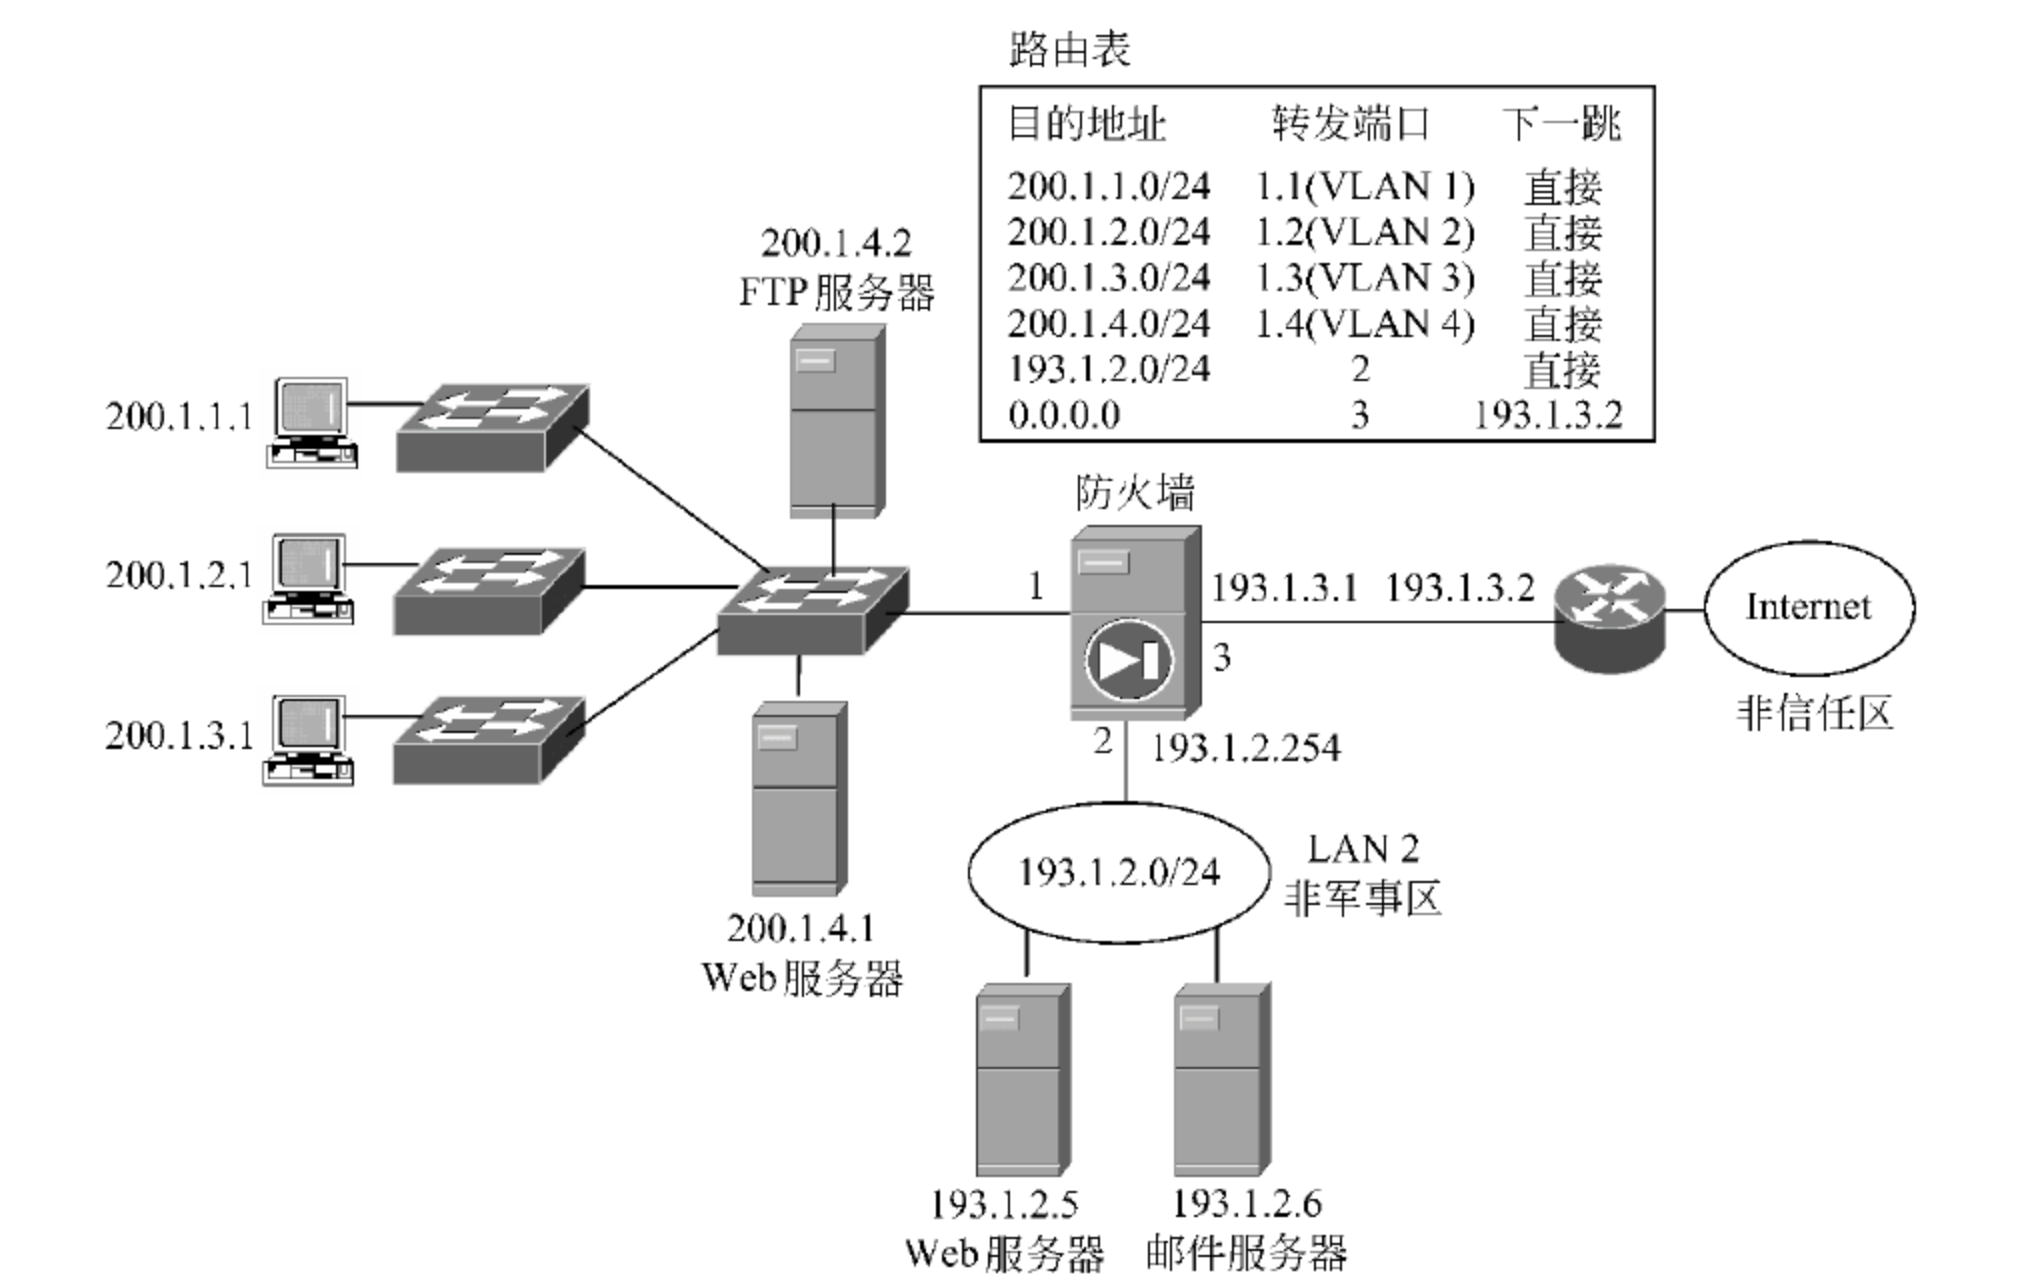 路由表
目的地址 转发端口 下一跳
200.1.1.0/24 1.1(VLAN 1) 直接
200.1.2.0/24 1.2(VLAN 2) 直接
200.1.3.0/24 1.3(VLAN 3) 直接
200.1.4.0/24 1.4(VLAN 4) 直接
193.1.2.0/24 2 直接
0.0.0.0 3 193.1.3.2
200.1.4.2
FTP服务器
200.1.1.1
200.1.2.1
200.1.3.1
防火墙
1
193.1.3.1 193.1.3.2
3
Internet
非信任区
2 193.1.2.254
193.1.2.0/24
LAN 2
非军事区
200.1.4.1
Web服务器
193.1.2.5
Web服务器
193.1.2.6
邮件服务器